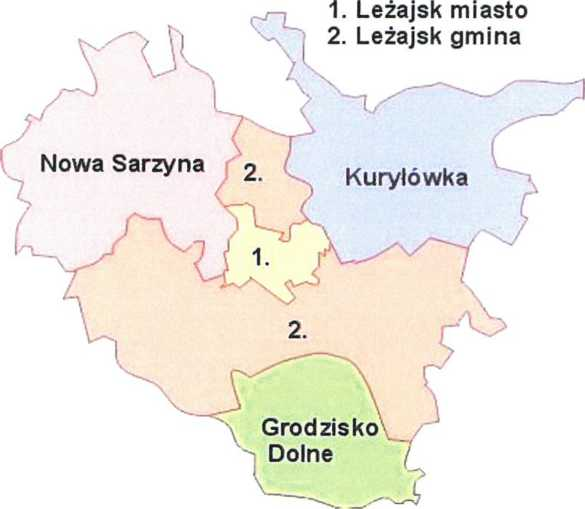 1. Leżajsk miasto
2. Leżajsk gmina
Nowa Sarzyna
2.
Kuryłówka
1.
2.
Grodzisko
Dolne